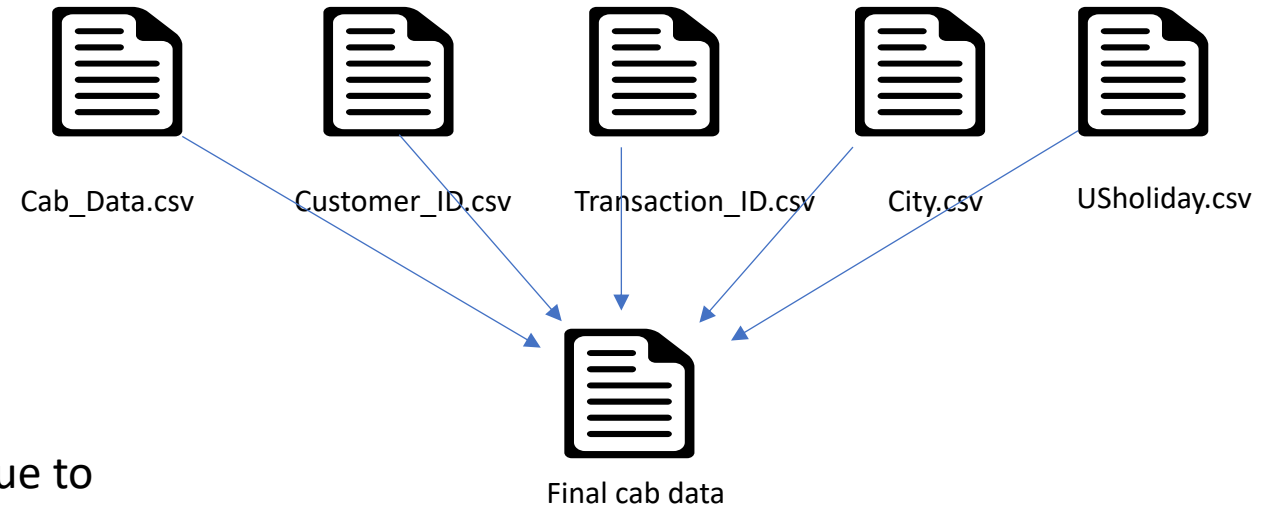 Cab_Data.csv
Customer_ID.csv
Transaction_ID.csv
City.csv
USholiday.csv
ue to
Final cab data